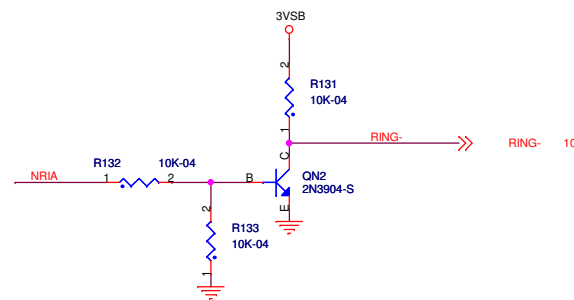 3VSB
2
R131
10K-04
1
RING-
RING- 10
C
R132 10K-04
NRIA
1 2
B
QN2
2N3904-S
E
2
R133
10K-04
1